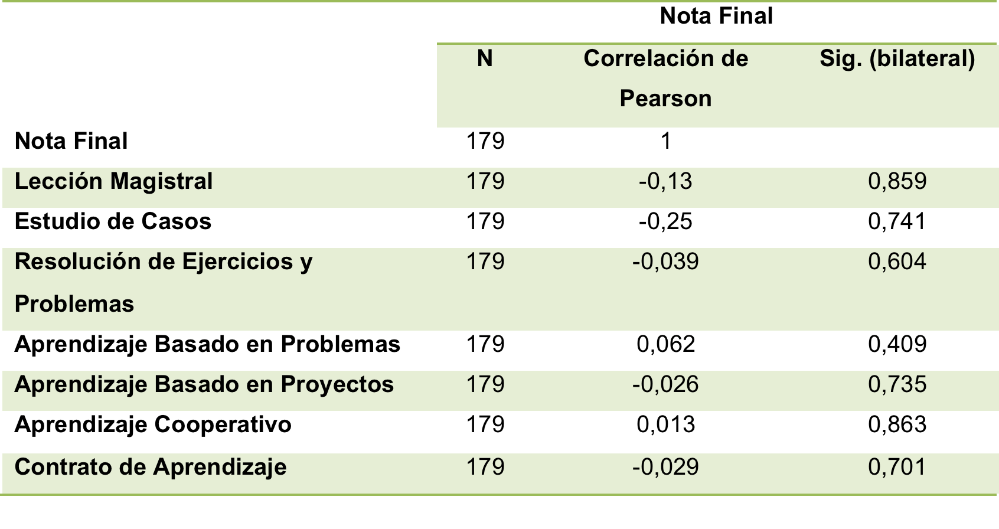 Nota Final
N Correlación de Sig. (bilateral)
Pearson
Nota Final 179 1
Lección Magistral 179 -0,13 0,859
Estudio de Casos 179 -0,25 0,741
Resolución de Ejercicios y 179 -0,039 0,604
Problemas
Aprendizaje Basado en Problemas 179 0,062 0,409
Aprendizaje Basado en Proyectos 179 -0,026 0,735
Aprendizaje Cooperativo 179 0,013 0,863
Contrato de Aprendizaje 179 -0,029 0,701